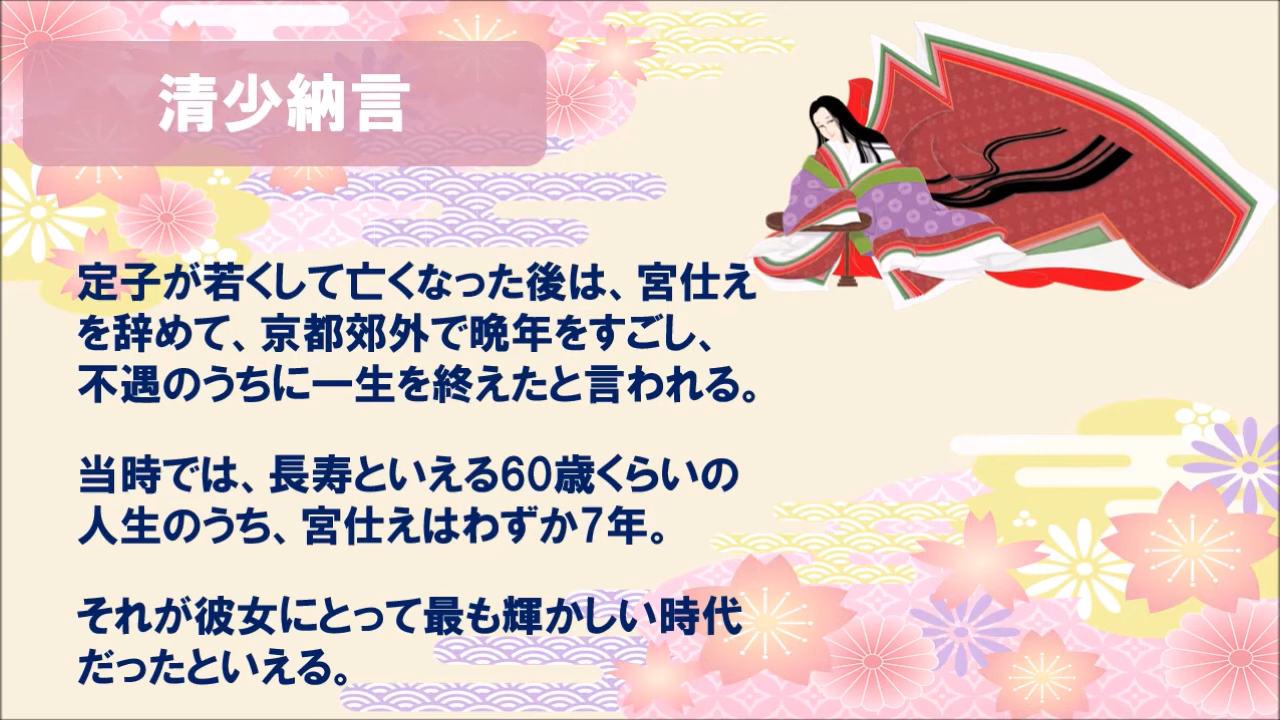 清少納言
定子が若くして亡くなった後は、宮仕え
を辞めて、京都郊外で晩年をすごし、
不遇のうちに一生を終えたと言われる。
当時では、長寿といえる60歳くらいの
人生のうち、宮仕えはわずか7年。
それが彼女にとって最も輝かしい時代
だったといえる。